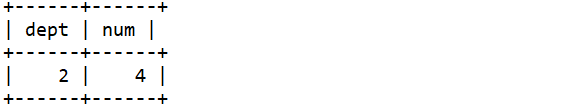 +------+------+
| dept | num |
+------+------+
|    2 |    4 |
+------+------+